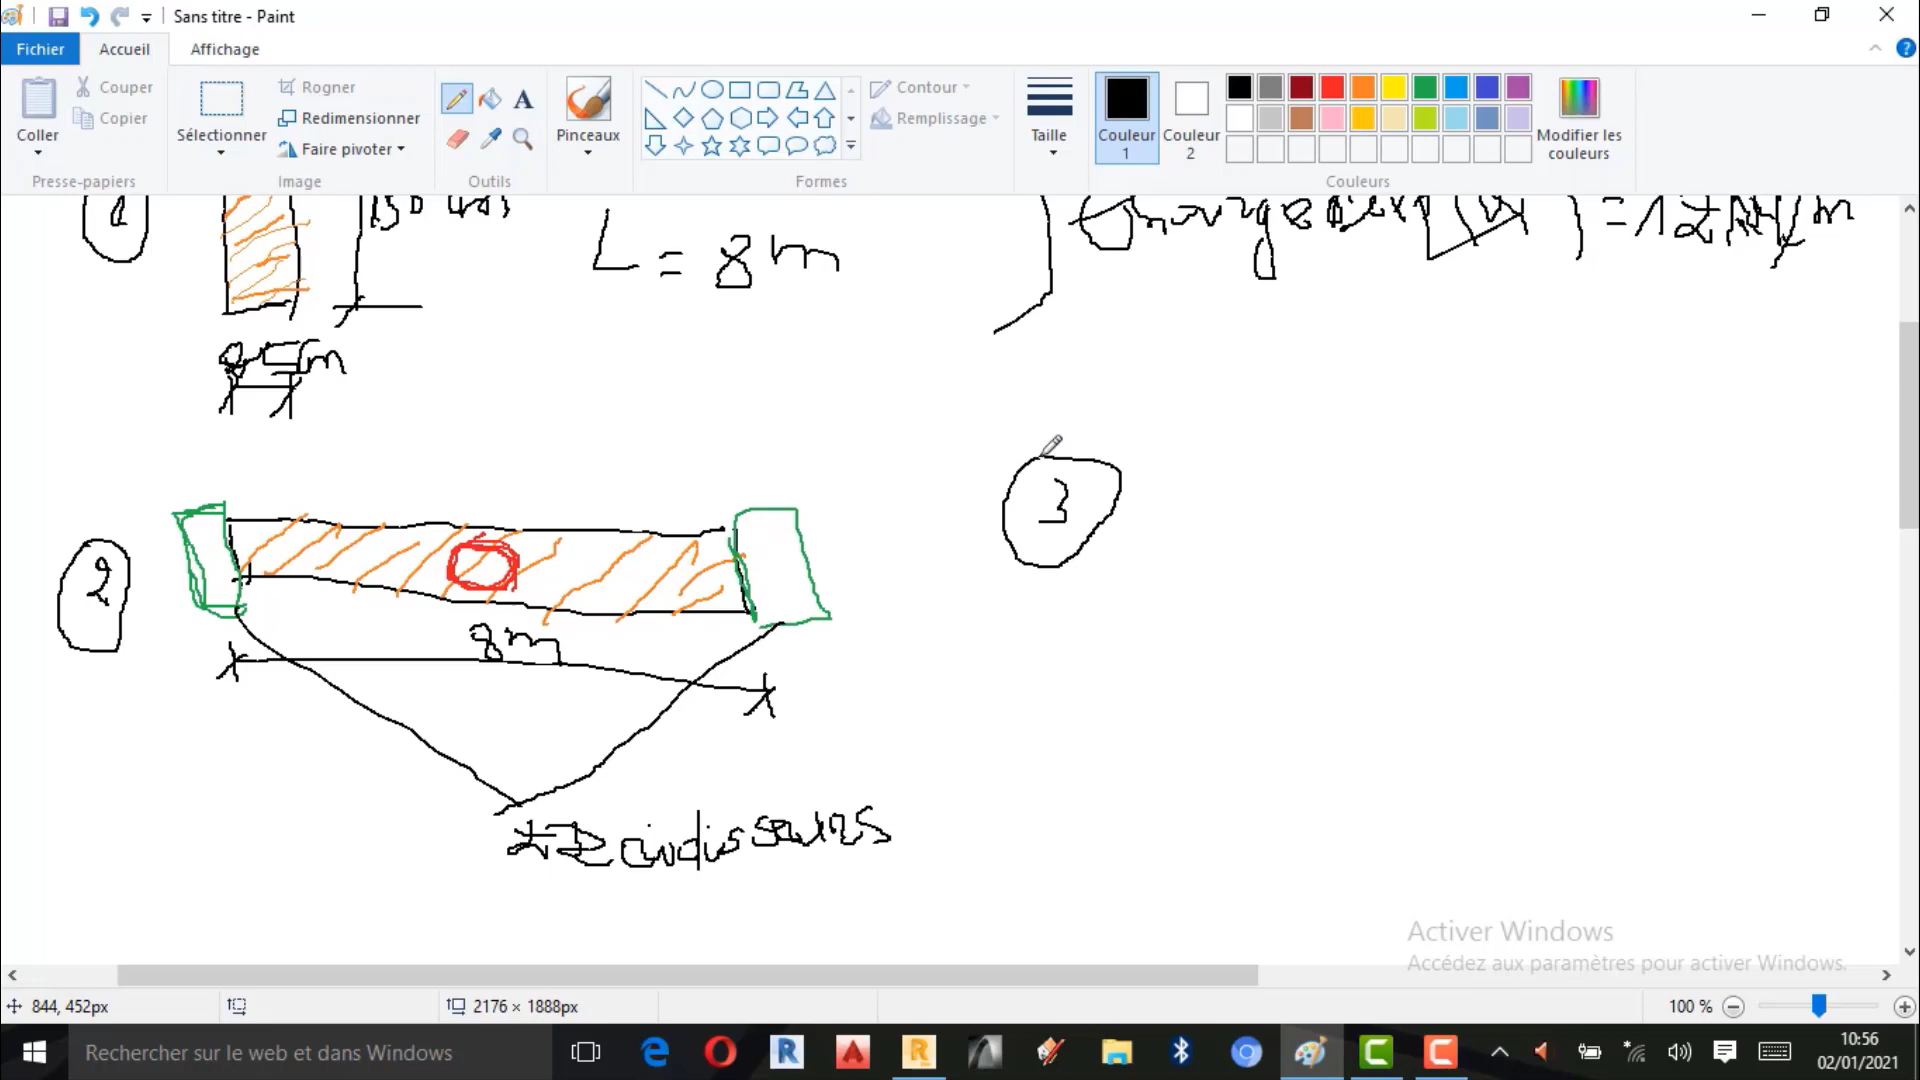 Sans titre - Paint
Fichier Accueil Affichage
Coller
Couper
Copier
Presse-papiers
Sélectionner
Rogner
Redimensionner
Faire pivoter
Image
A
Outils
Pinceaux
Formes
Contour
Remplissage
Taille
Couleur 1
Couleur 2
Modifier les couleurs
Couleurs
L = 8m
m
3
2
8m
Activer Windows
Accédez aux paramètres pour activer Windows.
844, 452px
2176 × 1888px
100 %
Rechercher sur le web et dans Windows
10:56
02/01/2021